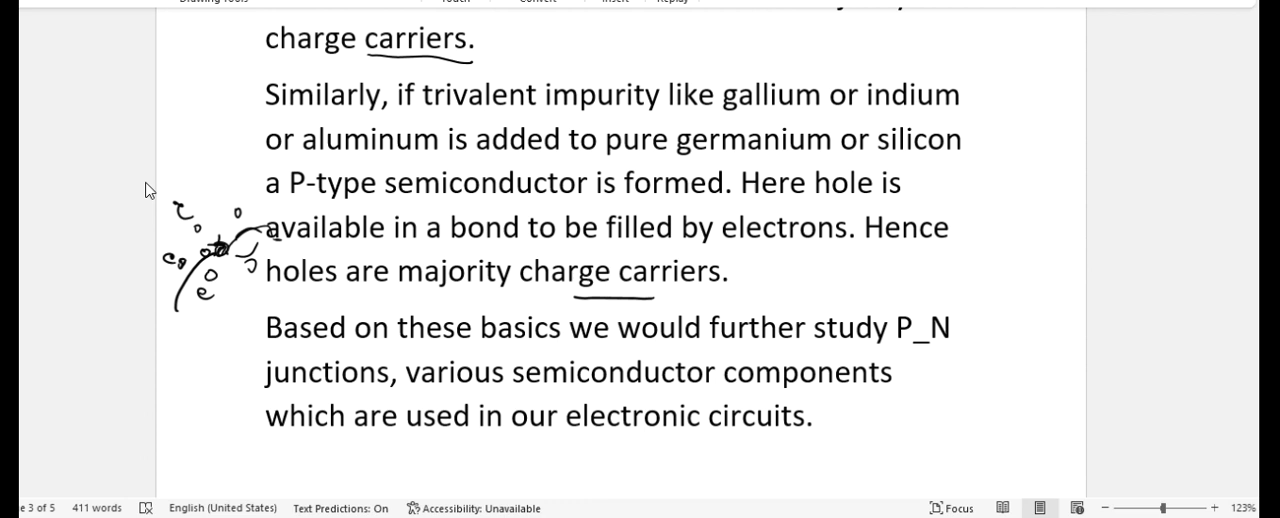 charge carriers.
Similarly, if trivalent impurity like gallium or indium
or aluminum is added to pure germanium or silicon
a P-type semiconductor is formed. Here hole is
available in a bond to be filled by electrons. Hence
holes are majority charge carriers.
Based on these basics we would further study P_N
junctions, various semiconductor components
which are used in our electronic circuits.
e 3 of 5 411 words English (United States) Text Predictions: On Accessibility: Unavailable Focus 123%